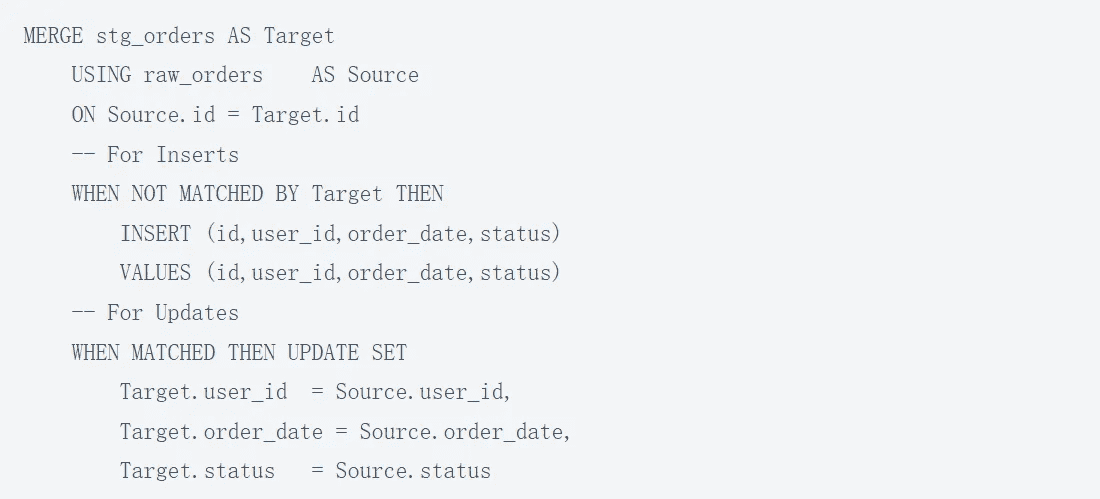 MERGE stg_orders AS Target
    USING raw_orders    AS Source
    ON Source.id = Target.id
    -- For Inserts
    WHEN NOT MATCHED BY Target THEN
        INSERT (id,user_id,order_date,status)
        VALUES (id,user_id,order_date,status)
    -- For Updates
    WHEN MATCHED THEN UPDATE SET
        Target.user_id  = Source.user_id,
        Target.order_date = Source.order_date,
        Target.status   = Source.status